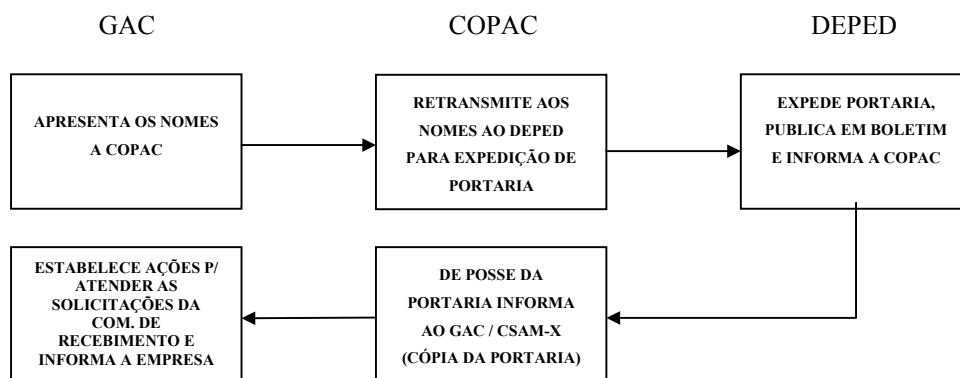 GAC
COPAC
DEPED
APRESENTA OS NOMES
A COPAC
RETRANSMITE AOS
NOMES AO DEPED
PARA EXPEDIÇÃO DE
PORTARIA
EXPEDE PORTARIA,
PUBLICA EM BOLETIM
E INFORMA A COPAC
ESTABELECE AÇÕES P/
ATENDER AS
SOLICITAÇÕES DA
COM. DE
RECEBIMENTO E
INFORMA A EMPRESA
DE POSSE DA
PORTARIA INFORMA
AO GAC / CSAM-X
(CÓPIA DA PORTARIA)